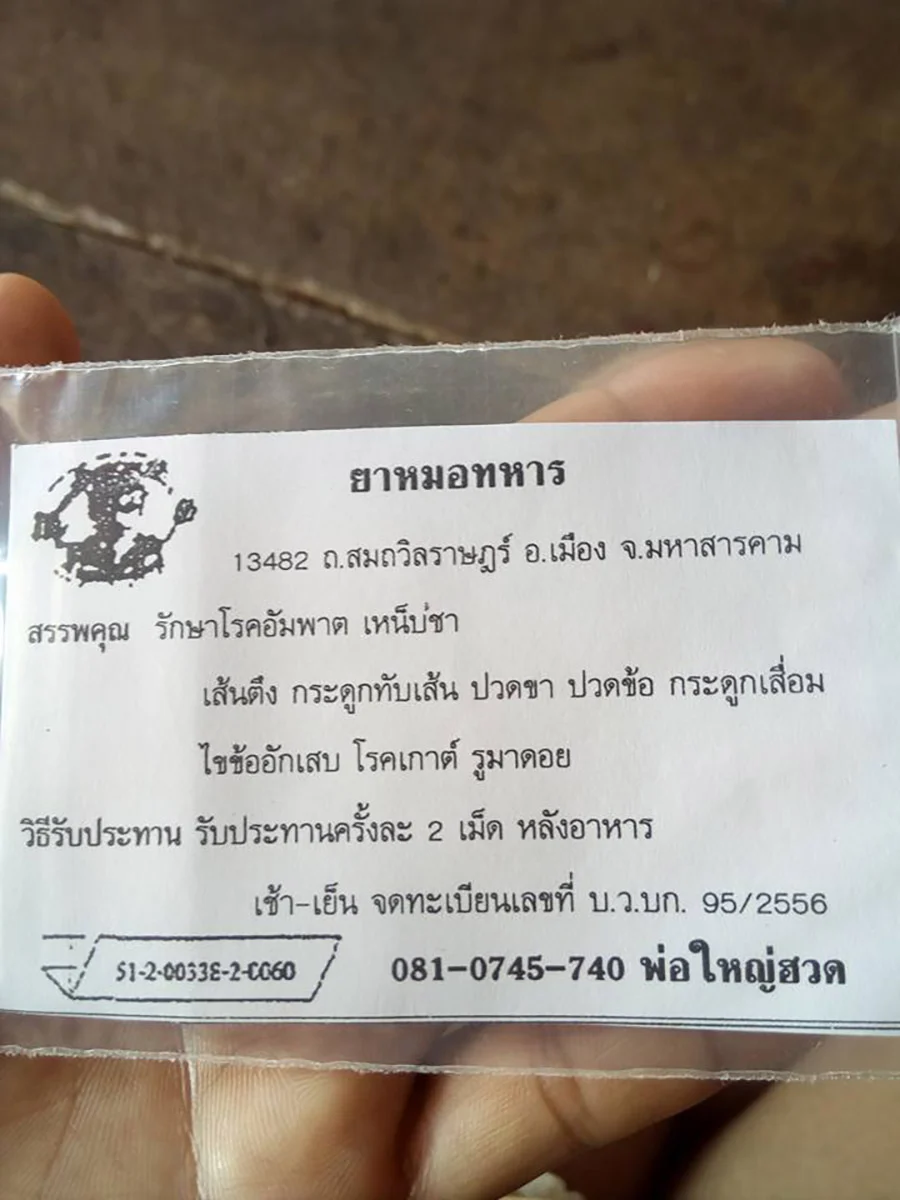 ยาหมอทหาร
13482 ถ.สมถวิลราษฎร์ อ.เมือง จ.มหาสารคาม
สรรพคุณ รักษาโรคอัมพาต เหน็บชา
เส้นตึง กระดูกทับเส้น ปวดขา ปวดข้อ กระดูกเสื่อม
ไขข้ออักเสบ โรคเกาต์ รูมาดอย
วิธีรับประทาน รับประทานครั้งละ 2 เม็ด หลังอาหาร
เช้า-เย็น จดทะเบียนเลขที่ บ.ว.บก. 95/2556
081-0745-740 พ่อใหญ่ฮวด